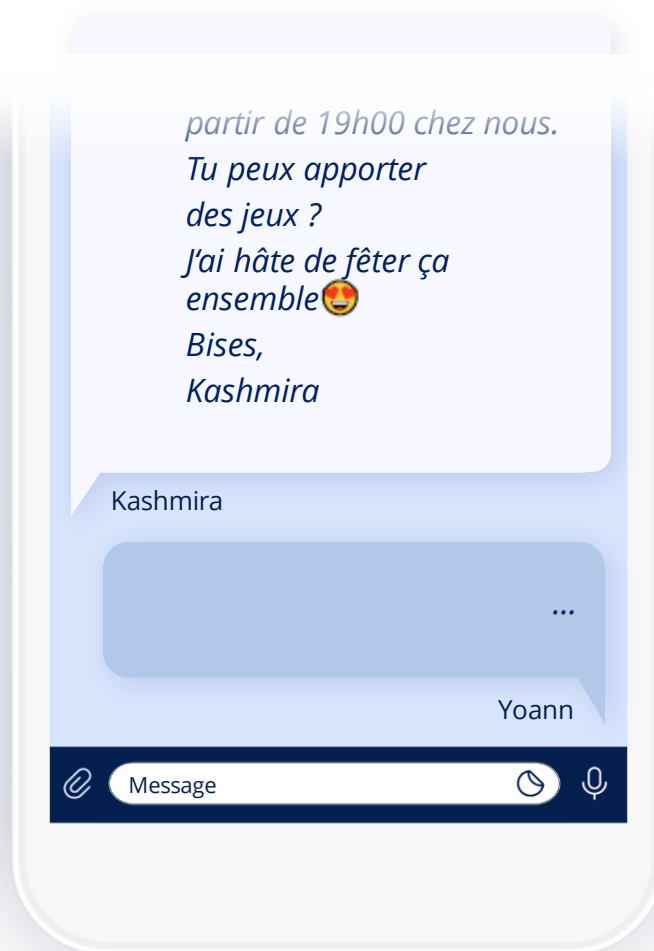 partir de 19h00 chez nous.
Tu peux apporter
des jeux ?
J'ai hâte de fêter ça
ensemble😍
Bises,
Kashmira
Kashmira
...
Yoann
Message